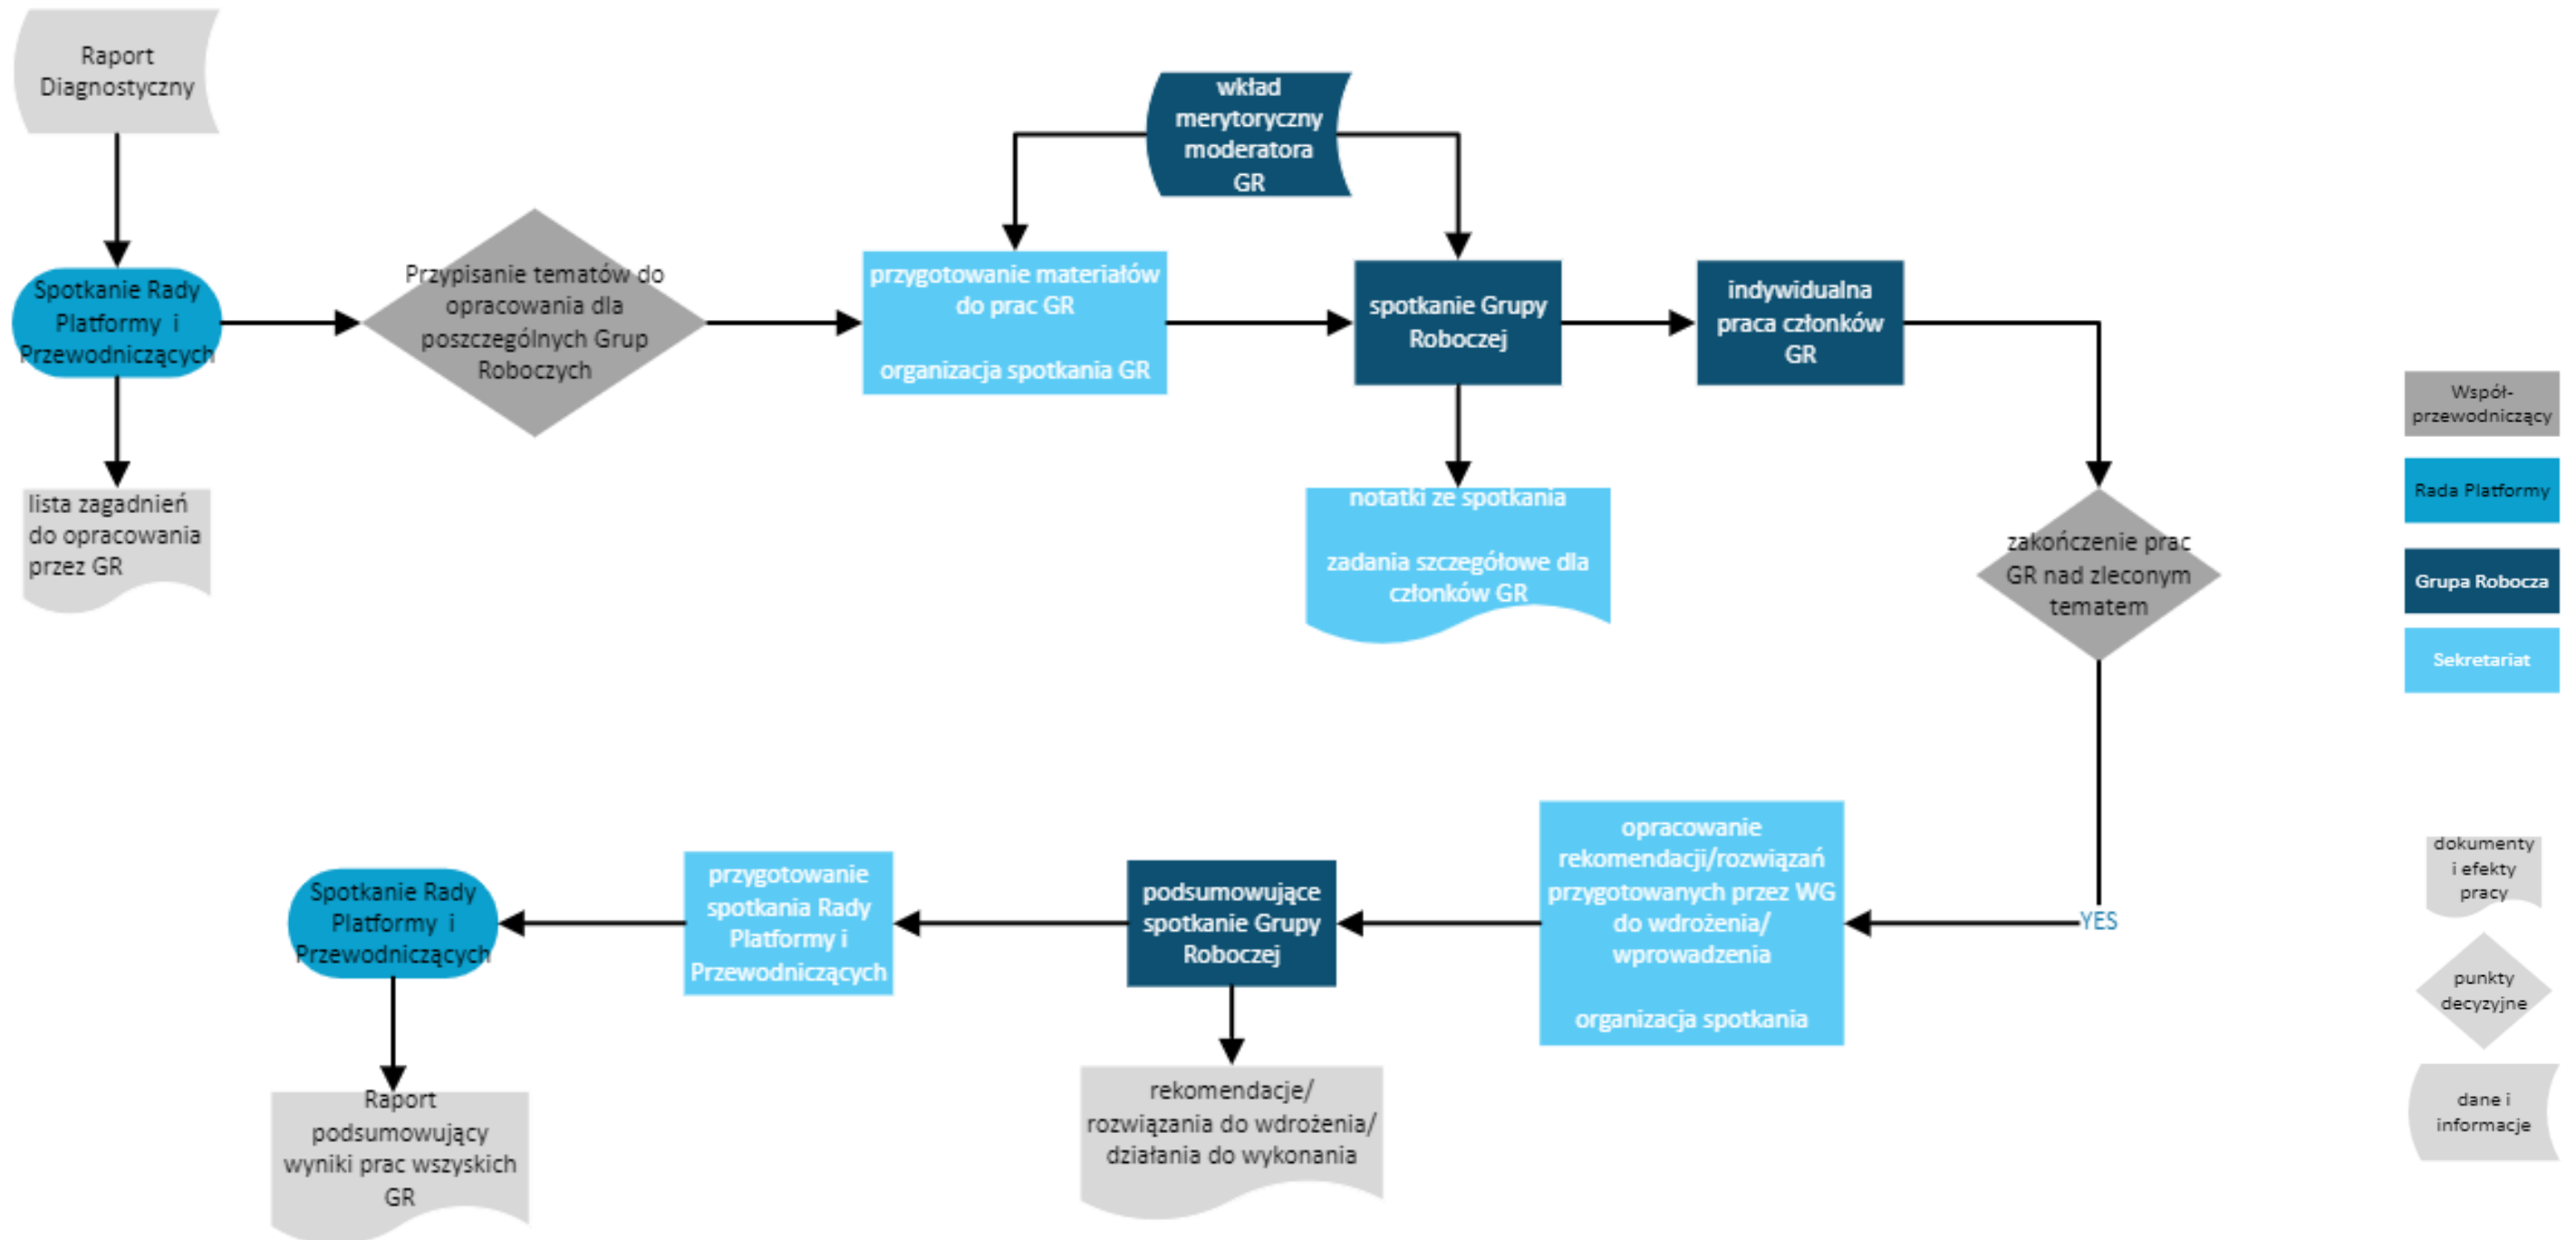 Raport
Diagnostyczny
wkład
merytoryczny
moderatora
GR
Spotkanie Rady
Platformy i
Przewodniczących
Przypisanie tematów do
opracowania dla
poszczególnych Grup
Roboczych
przygotowanie materiałów
do prac GR
organizacja spotkania GR
spotkanie Grupy
Roboczej
indywidualna
praca członków
GR
lista zagadnień
do opracowania
przez GR
notatki ze spotkania
zadania szczegółowe dla
członków GR
zakończenie prac
GR nad zleconym
tematem
Współ-
przewodniczący
Rada Platformy
Grupa Robocza
Sekretariat
YES
opracowanie
rekomendacji/rozwiązań
przygotowanych przez WG
do wdrożenia/
wprowadzenia
organizacja spotkania
podsumowujące
spotkanie Grupy
Roboczej
przygotowanie
spotkania Rady
Platformy i
Przewodniczących
Spotkanie Rady
Platformy i
Przewodniczących
rekomendacje/
rozwiązania do wdrożenia/
działania do wykonania
Raport
podsumowujący
wyniki prac wszyskich
GR
dokumenty
i efekty
pracy
punkty
decyzyjne
dane i
informacje